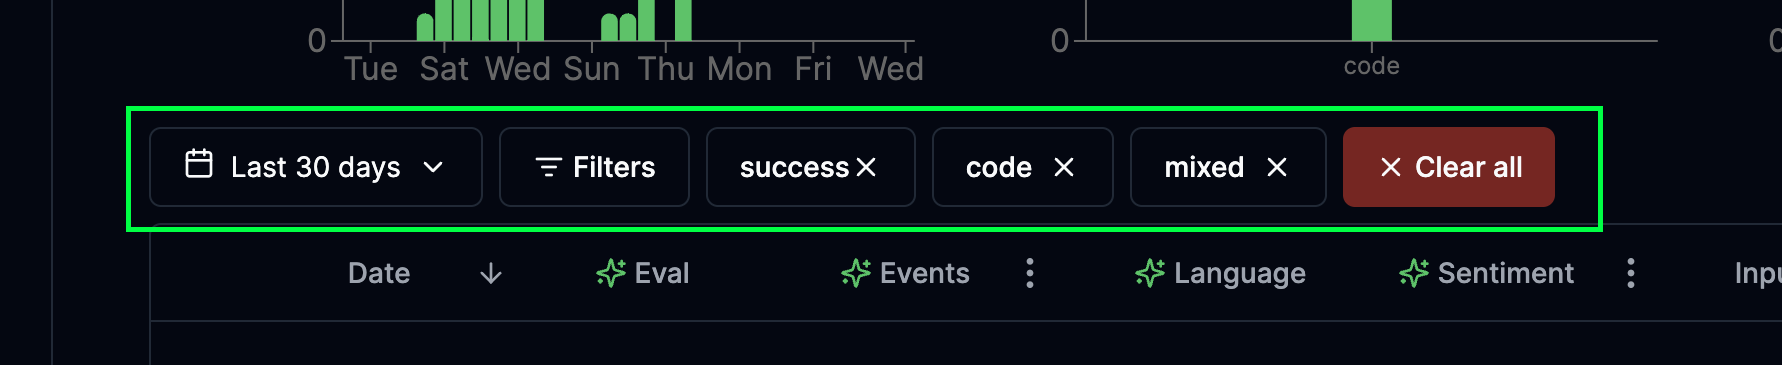 0 0 0
Tue Sat Wed Sun Thu Mon Fri Wed code
Last 30 days Filters success code mixed Clear all
Date Eval Events Language Sentiment